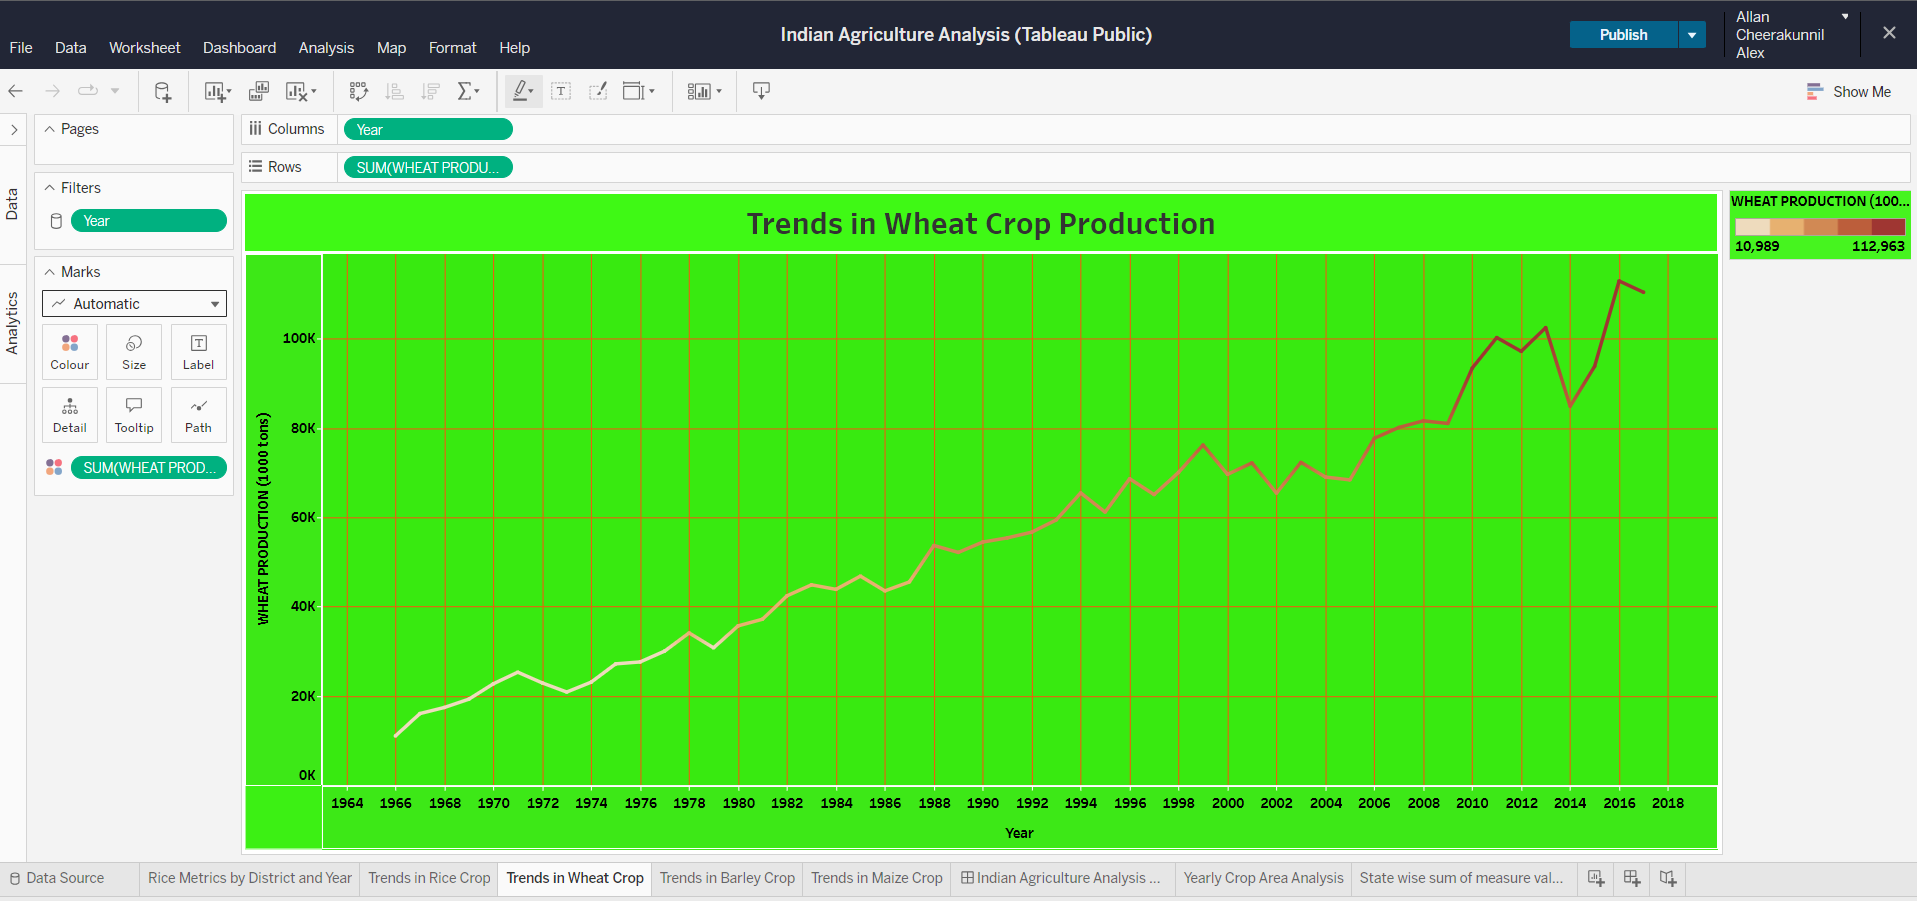 Indian Agriculture Analysis (Tableau Public)
Publish
Allan
Cheerakunnil
Alex
File Data Worksheet Dashboard Analysis Map Format Help
Show Me
Pages
Columns
Year
Rows
SUM(WHEAT PRODU...
Data
Analytics
Filters
Year
Marks
Automatic
Colour Size Label
Detail Tooltip Path
SUM(WHEAT PROD...
Trends in Wheat Crop Production
WHEAT PRODUCTION (100...
10,989 112,963
WHEAT PRODUCTION (1000 tons)
100K
80K
60K
40K
20K
0K
1964 1966 1968 1970 1972 1974 1976 1978 1980 1982 1984 1986 1988 1990 1992 1994 1996 1998 2000 2002 2004 2006 2008 2010 2012 2014 2016 2018
Year
Data Source Rice Metrics by District and Year Trends in Rice Crop Trends in Wheat Crop Trends in Barley Crop Trends in Maize Crop Indian Agriculture Analysis ... Yearly Crop Area Analysis State wise sum of measure val...